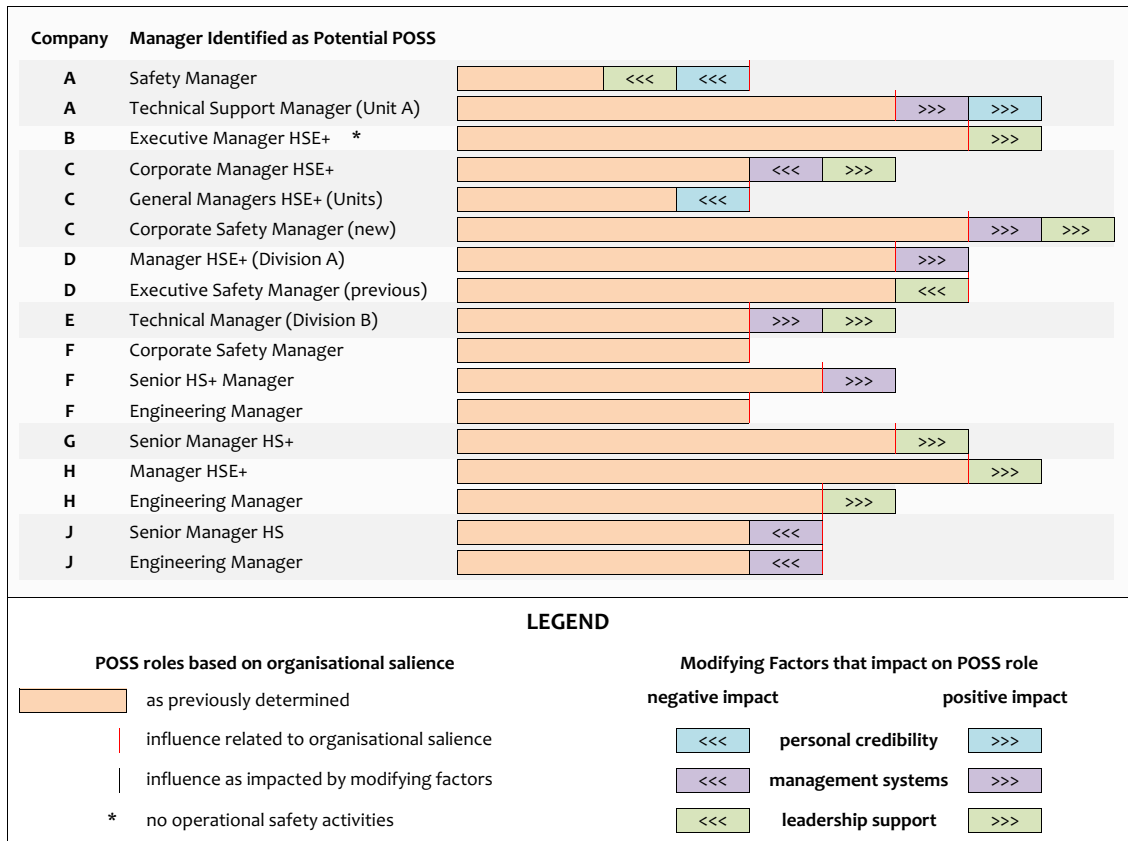 Company Manager Identified as Potential POSS
A Safety Manager <<< <<<
A Technical Support Manager (Unit A) >>> >>>
B Executive Manager HSE+ * >>>
C Corporate Manager HSE+ <<< >>>
C General Managers HSE+ (Units) <<<
C Corporate Safety Manager (new) >>> >>>
D Manager HSE+ (Division A) >>>
D Executive Safety Manager (previous) <<<
E Technical Manager (Division B) >>> >>>
F Corporate Safety Manager
F Senior HS+ Manager >>>
F Engineering Manager
G Senior Manager HS+ >>>
H Manager HSE+ >>>
H Engineering Manager >>>
J Senior Manager HS <<<
J Engineering Manager <<<
LEGEND
POSS roles based on organisational salience
as previously determined
influence related to organisational salience
influence as impacted by modifying factors
* no operational safety activities
Modifying Factors that impact on POSS role
negative impact positive impact
<<< personal credibility >>>
<<< management systems >>>
<<< leadership support >>>